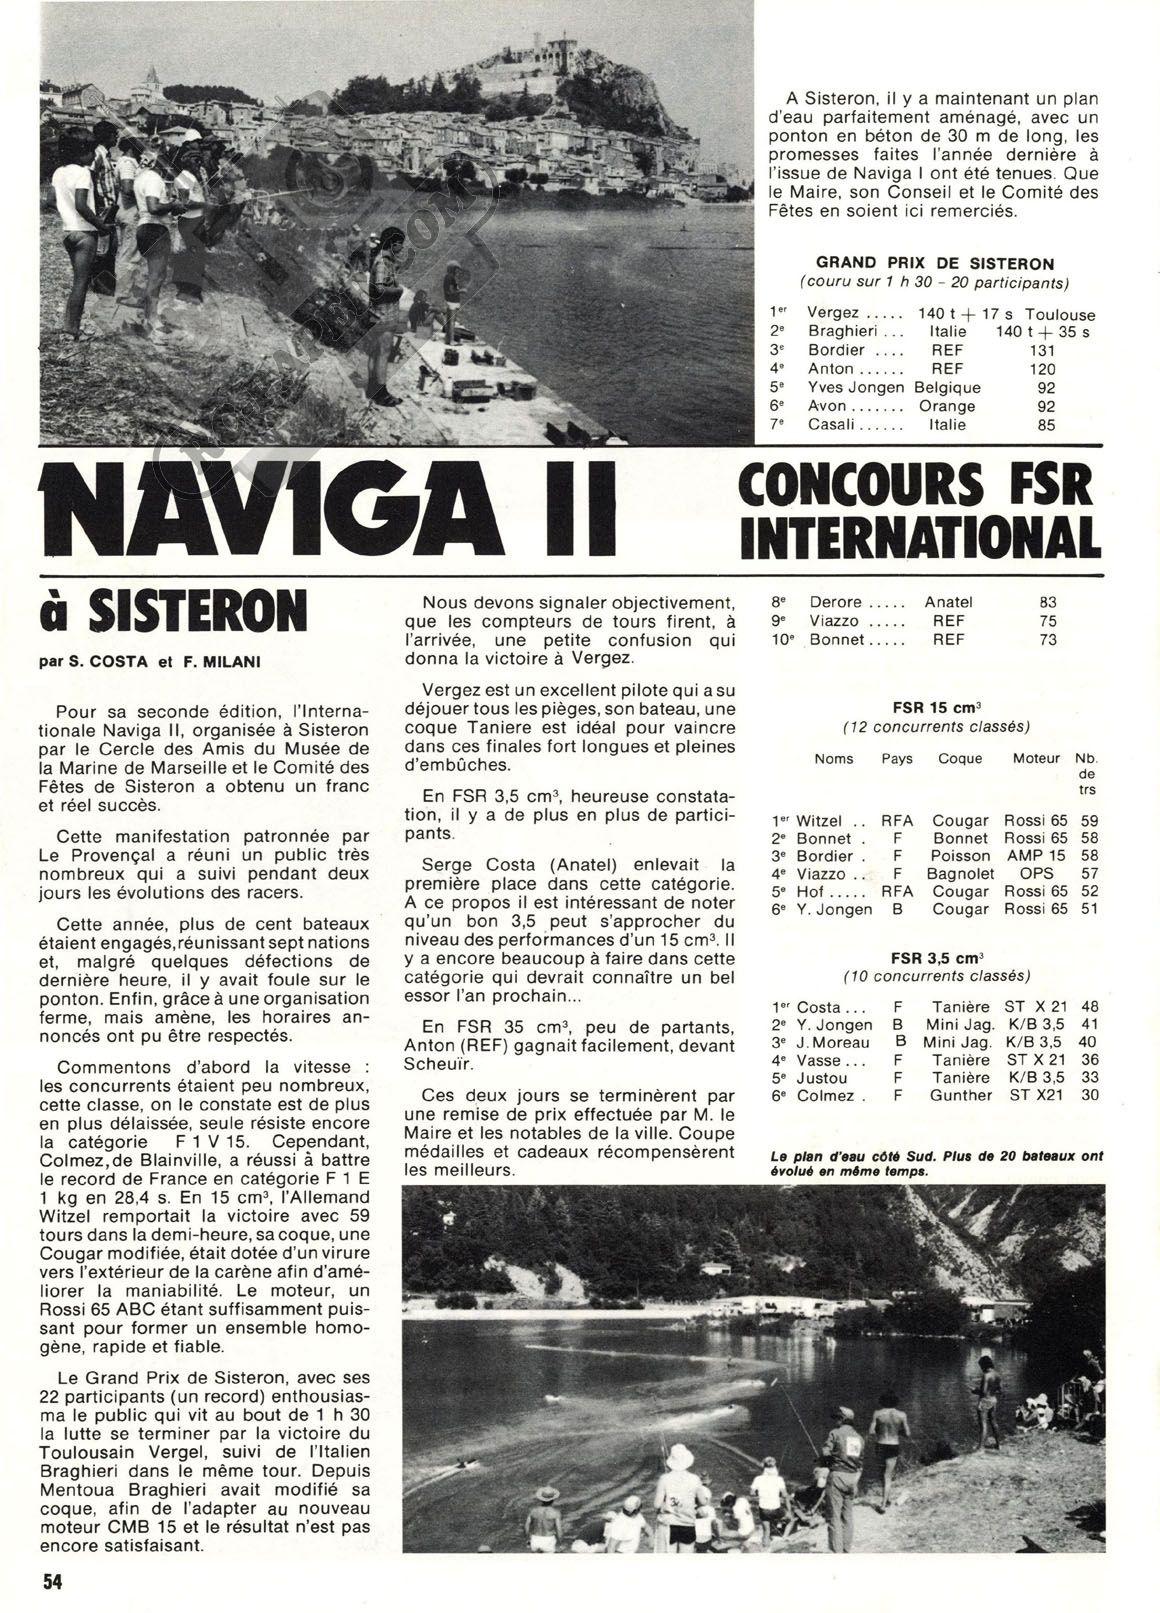 A Sisteron, il y a maintenant un plan
d'eau parfaitement aménagé, avec un
ponton en béton de 30 m de long, les
promesses faites l'année dernière à
l'issue de Naviga I ont été tenues. Que
le Maire, son Conseil et le Comité des
Fêtes en soient ici remerciés.
GRAND PRIX DE SISTERON
(couru sur 1 h 30 - 20 participants)
1er Vergez ..... 140 t + 17 s Toulouse
2e Braghieri ... Italie 140 t + 35 s
3e Bordier .... REF 131
4e Anton ...... REF 120
5e Yves Jongen Belgique 92
6e Avon ....... Orange 92
7e Casali ...... Italie 85
NAVIGA II
CONCOURS FSR
INTERNATIONAL
à SISTERON
par S. COSTA et F. MILANI
Pour sa seconde édition, l'Interna-
tionale Naviga II, organisée à Sisteron
par le Cercle des Amis du Musée de
la Marine de Marseille et le Comité des
Fêtes de Sisteron a obtenu un franc
et réel succès.
Cette manifestation patronnée par
Le Provençal a réuni un public très
nombreux qui a suivi pendant deux
jours les évolutions des racers.
Cette année, plus de cent bateaux
étaient engagés,réunissant sept nations
et, malgré quelques défections de
dernière heure, il y avait foule sur le
ponton. Enfin, grâce à une organisation
ferme, mais amène, les horaires an-
noncés ont pu être respectés.
Commentons d'abord la vitesse :
les concurrents étaient peu nombreux,
cette classe, on le constate est de plus
en plus délaissée, seule résiste encore
la catégorie F 1 V 15. Cependant,
Colmez,de Blainville, a réussi à battre
le record de France en catégorie F 1 E
1 kg en 28,4 s. En 15 cm³, l'Allemand
Witzel remportait la victoire avec 59
tours dans la demi-heure, sa coque, une
Cougar modifiée, était dotée d'un virure
vers l'extérieur de la carène afin d'amé-
liorer la maniabilité. Le moteur, un
Rossi 65 ABC étant suffisamment puis-
sant pour former un ensemble homo-
gène, rapide et fiable.
Le Grand Prix de Sisteron, avec ses
22 participants (un record) enthousias-
ma le public qui vit au bout de 1 h 30
la lutte se terminer par la victoire du
Toulousain Vergel, suivi de l'Italien
Braghieri dans le même tour. Depuis
Mentoua Braghieri avait modifié sa
coque, afin de l'adapter au nouveau
moteur CMB 15 et le résultat n'est pas
encore satisfaisant.
Nous devons signaler objectivement,
que les compteurs de tours firent, à
l'arrivée, une petite confusion qui
donna la victoire à Vergez.
Vergez est un excellent pilote qui a su
déjouer tous les pièges, son bateau, une
coque Taniere est idéal pour vaincre
dans ces finales fort longues et pleines
d'embûches.
En FSR 3,5 cm³, heureuse constata-
tion, il y a de plus en plus de partici-
pants.
Serge Costa (Anatel) enlevait la
première place dans cette catégorie.
A ce propos il est intéressant de noter
qu'un bon 3,5 peut s'approcher du
niveau des performances d'un 15 cm³. Il
y a encore beaucoup à faire dans cette
catégorie qui devrait connaître un bel
essor l'an prochain...
En FSR 35 cm³, peu de partants,
Anton (REF) gagnait facilement, devant
Scheuïr.
Ces deux jours se terminèrent par
une remise de prix effectuée par M. le
Maire et les notables de la ville. Coupe
médailles et cadeaux récompensèrent
les meilleurs.
8e Derore ..... Anatel 83
9e Viazzo ..... REF 75
10e Bonnet..... REF 73
FSR 15 cm³
(12 concurrents classés)
Noms Pays Coque Moteur Nb.
de
trs
1er Witzel .. RFA Cougar Rossi 65 59
2e Bonnet . F Bonnet Rossi 65 58
3e Bordier . F Poisson AMP 15 58
4e Viazzo .. F Bagnolet OPS 57
5e Hof ..... RFA Cougar Rossi 65 52
6e Y. Jongen B Cougar Rossi 65 51
FSR 3,5 cm³
(10 concurrents classés)
1er Costa ... F Tanière ST X 21 48
2e Y. Jongen B Mini Jag. K/B 3,5 41
3e J. Moreau B Mini Jag. K/B 3,5 40
4e Vasse ... F Tanière ST X 21 36
5e Justou F Tanière K/B 3,5 33
6e Colmez . F Gunther ST X21 30
Le plan d'eau côté Sud. Plus de 20 bateaux ont
évolué en même temps.
54